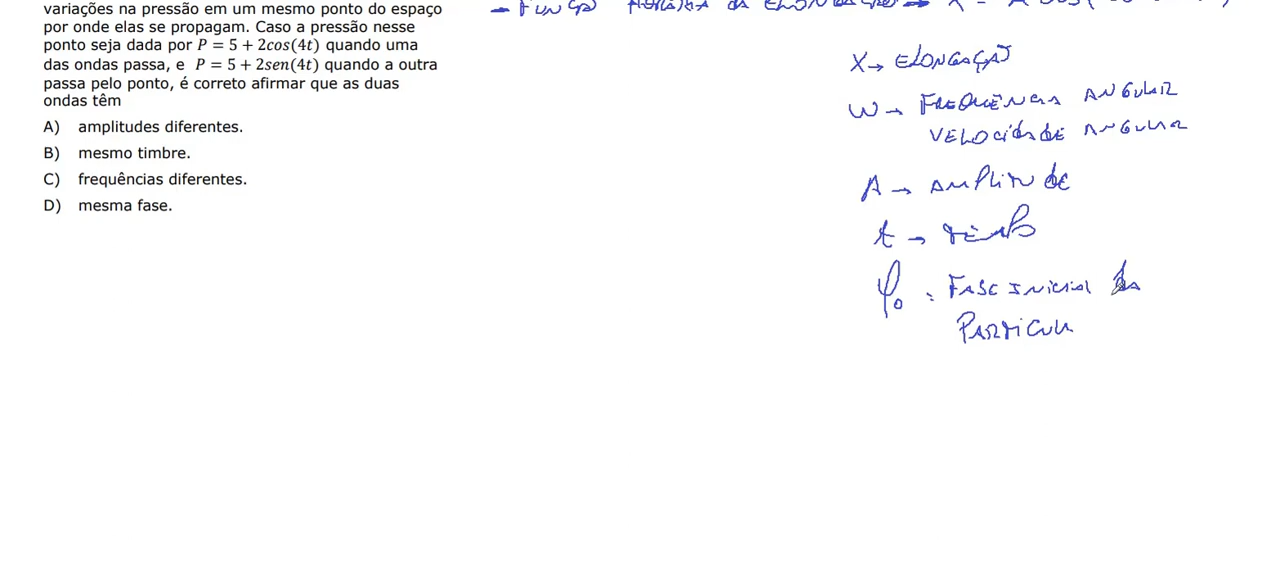 variações na pressão em um mesmo ponto do espaço
por onde elas se propagam. Caso a pressão nesse
ponto seja dada por P = 5 + 2cos(4t) quando uma
das ondas passa, e P = 5 + 2sen(4t) quando a outra
passa pelo ponto, é correto afirmar que as duas
ondas têm
A) amplitudes diferentes.
B) mesmo timbre.
C) frequências diferentes.
D) mesma fase.
X → ELONGAÇÃO
W → FREQUÊNCIA ANGULAR
VELOCIDADE ANGULAR
A → AMPLITUDE
t → TEMPO
φ₀ = FASE INICIAL DA
PARTICULA